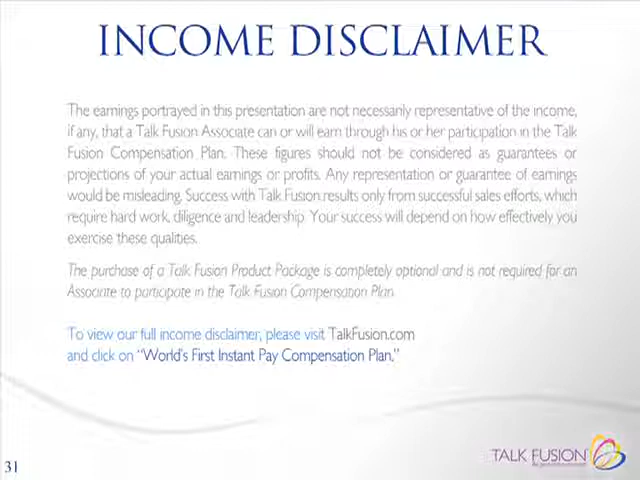 INCOME DISCLAIMER
The earnings portrayed in this presentation are not necessarily representative of the income,
if any, that a Talk Fusion Associate can or will earn through his or her participation in the Talk
Fusion Compensation Plan. These figures should not be considered as guarantees or
projections of your actual earnings or profits. Any representation or guarantee of earnings
would be misleading. Success with Talk Fusion results only from successful sales efforts, which
require hard work, diligence and leadership. Your success will depend on how effectively you
exercise these qualities.
The purchase of a Talk Fusion Product Package is completely optional and is not required for an
Associate to participate in the Talk Fusion Compensation Plan.
To view our full income disclaimer, please visit TalkFusion.com
and click on “World's First Instant Pay Compensation Plan.”
TALK FUSION
31